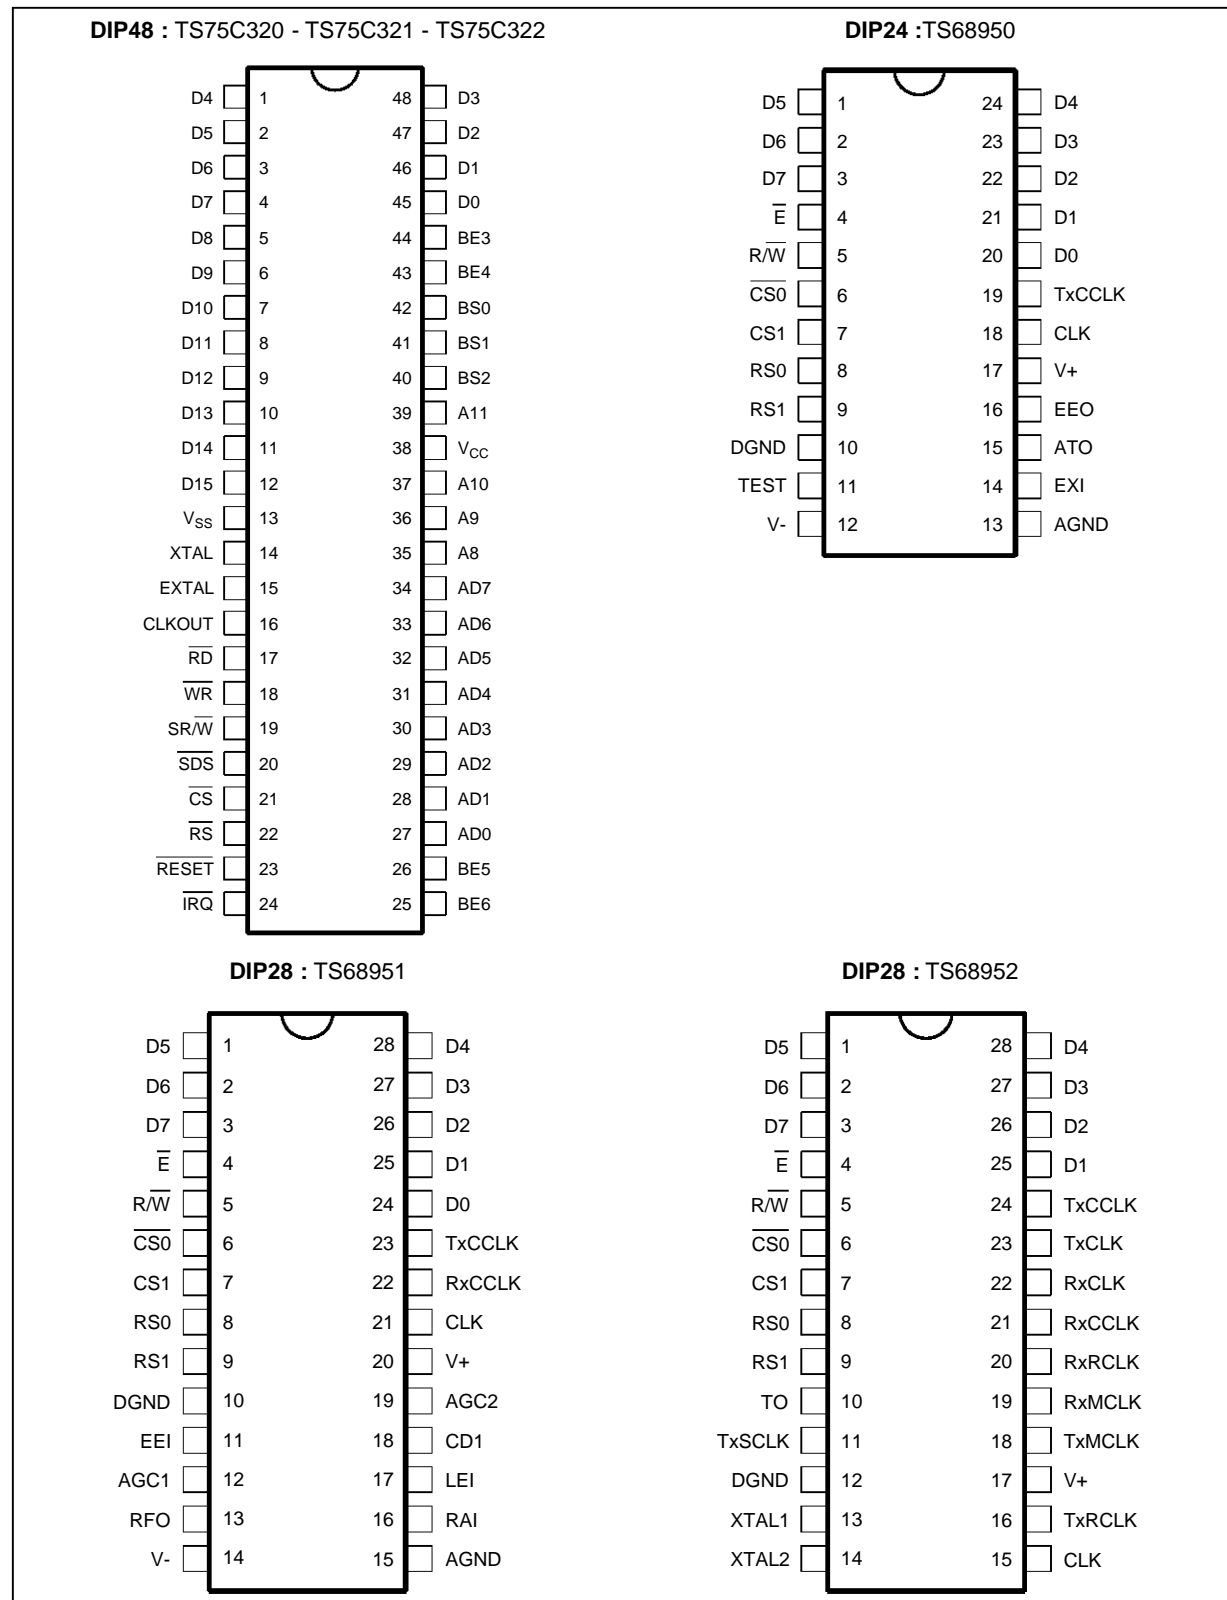 DIP48 : TS75C320 - TS75C321 - TS75C322
D4 1 48 D3
D5 2 47 D2
D6 3 46 D1
D7 4 45 D0
D8 5 44 BE3
D9 6 43 BE4
D10 7 42 BS0
D11 8 41 BS1
D12 9 40 BS2
D13 10 39 A11
D14 11 38 VCC
D15 12 37 A10
VSS 13 36 A9
XTAL 14 35 A8
EXTAL 15 34 AD7
CLKOUT 16 33 AD6
R̅D̅ 17 32 AD5
W̅R̅ 18 31 AD4
SR/W̅ 19 30 AD3
S̅D̅S̅ 20 29 AD2
C̅S̅ 21 28 AD1
R̅S̅ 22 27 AD0
R̅E̅S̅E̅T̅ 23 26 BE5
I̅R̅Q̅ 24 25 BE6
DIP24 :TS68950
D5 1 24 D4
D6 2 23 D3
D7 3 22 D2
E̅ 4 21 D1
R/W̅ 5 20 D0
C̅S̅0̅ 6 19 TxCCLK
CS1 7 18 CLK
RS0 8 17 V+
RS1 9 16 EEO
DGND 10 15 ATO
TEST 11 14 EXI
V- 12 13 AGND
DIP28 : TS68951
D5 1 28 D4
D6 2 27 D3
D7 3 26 D2
E̅ 4 25 D1
R/W̅ 5 24 D0
C̅S̅0̅ 6 23 TxCCLK
CS1 7 22 RxCCLK
RS0 8 21 CLK
RS1 9 20 V+
DGND 10 19 AGC2
EEI 11 18 CD1
AGC1 12 17 LEI
RFO 13 16 RAI
V- 14 15 AGND
DIP28 : TS68952
D5 1 28 D4
D6 2 27 D3
D7 3 26 D2
E̅ 4 25 D1
R/W̅ 5 24 TxCCLK
C̅S̅0̅ 6 23 TxCLK
CS1 7 22 RxCLK
RS0 8 21 RxCCLK
RS1 9 20 RxRCLK
TO 10 19 RxMCLK
TxSCLK 11 18 TxMCLK
DGND 12 17 V+
XTAL1 13 16 TxRCLK
XTAL2 14 15 CLK